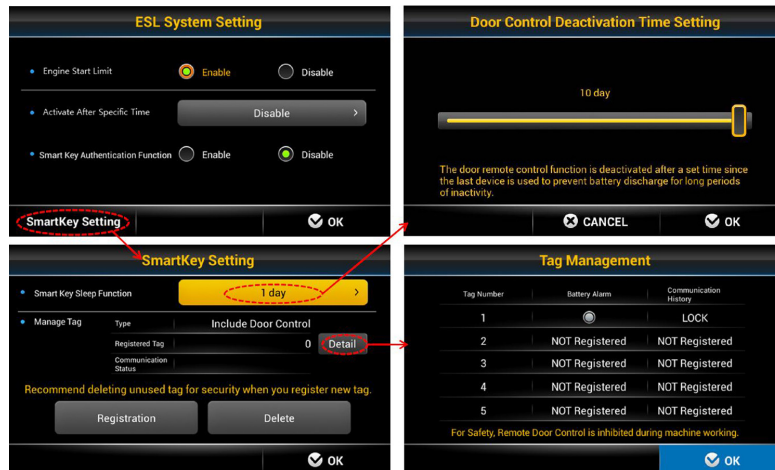 ESL System Setting
Engine Start Limit Enable Disable
Activate After Specific Time Disable >
Smart Key Authentication Function Enable Disable
SmartKey Setting OK
Door Control Deactivation Time Setting
10 day
The door remote control function is deactivated after a set time since
the last device is used to prevent battery discharge for long periods
of inactivity.
CANCEL OK
SmartKey Setting
Smart Key Sleep Function 1 day >
Manage Tag Type Include Door Control
Registered Tag 0 Detail
Communication
Status
Recommend deleting unused tag for security when you register new tag.
Registration Delete
OK
Tag Management
Tag Number Battery Alarm Communication
History
1 LOCK
2 NOT Registered NOT Registered
3 NOT Registered NOT Registered
4 NOT Registered NOT Registered
5 NOT Registered NOT Registered
For Safety, Remote Door Control is inhibited during machine working.
OK